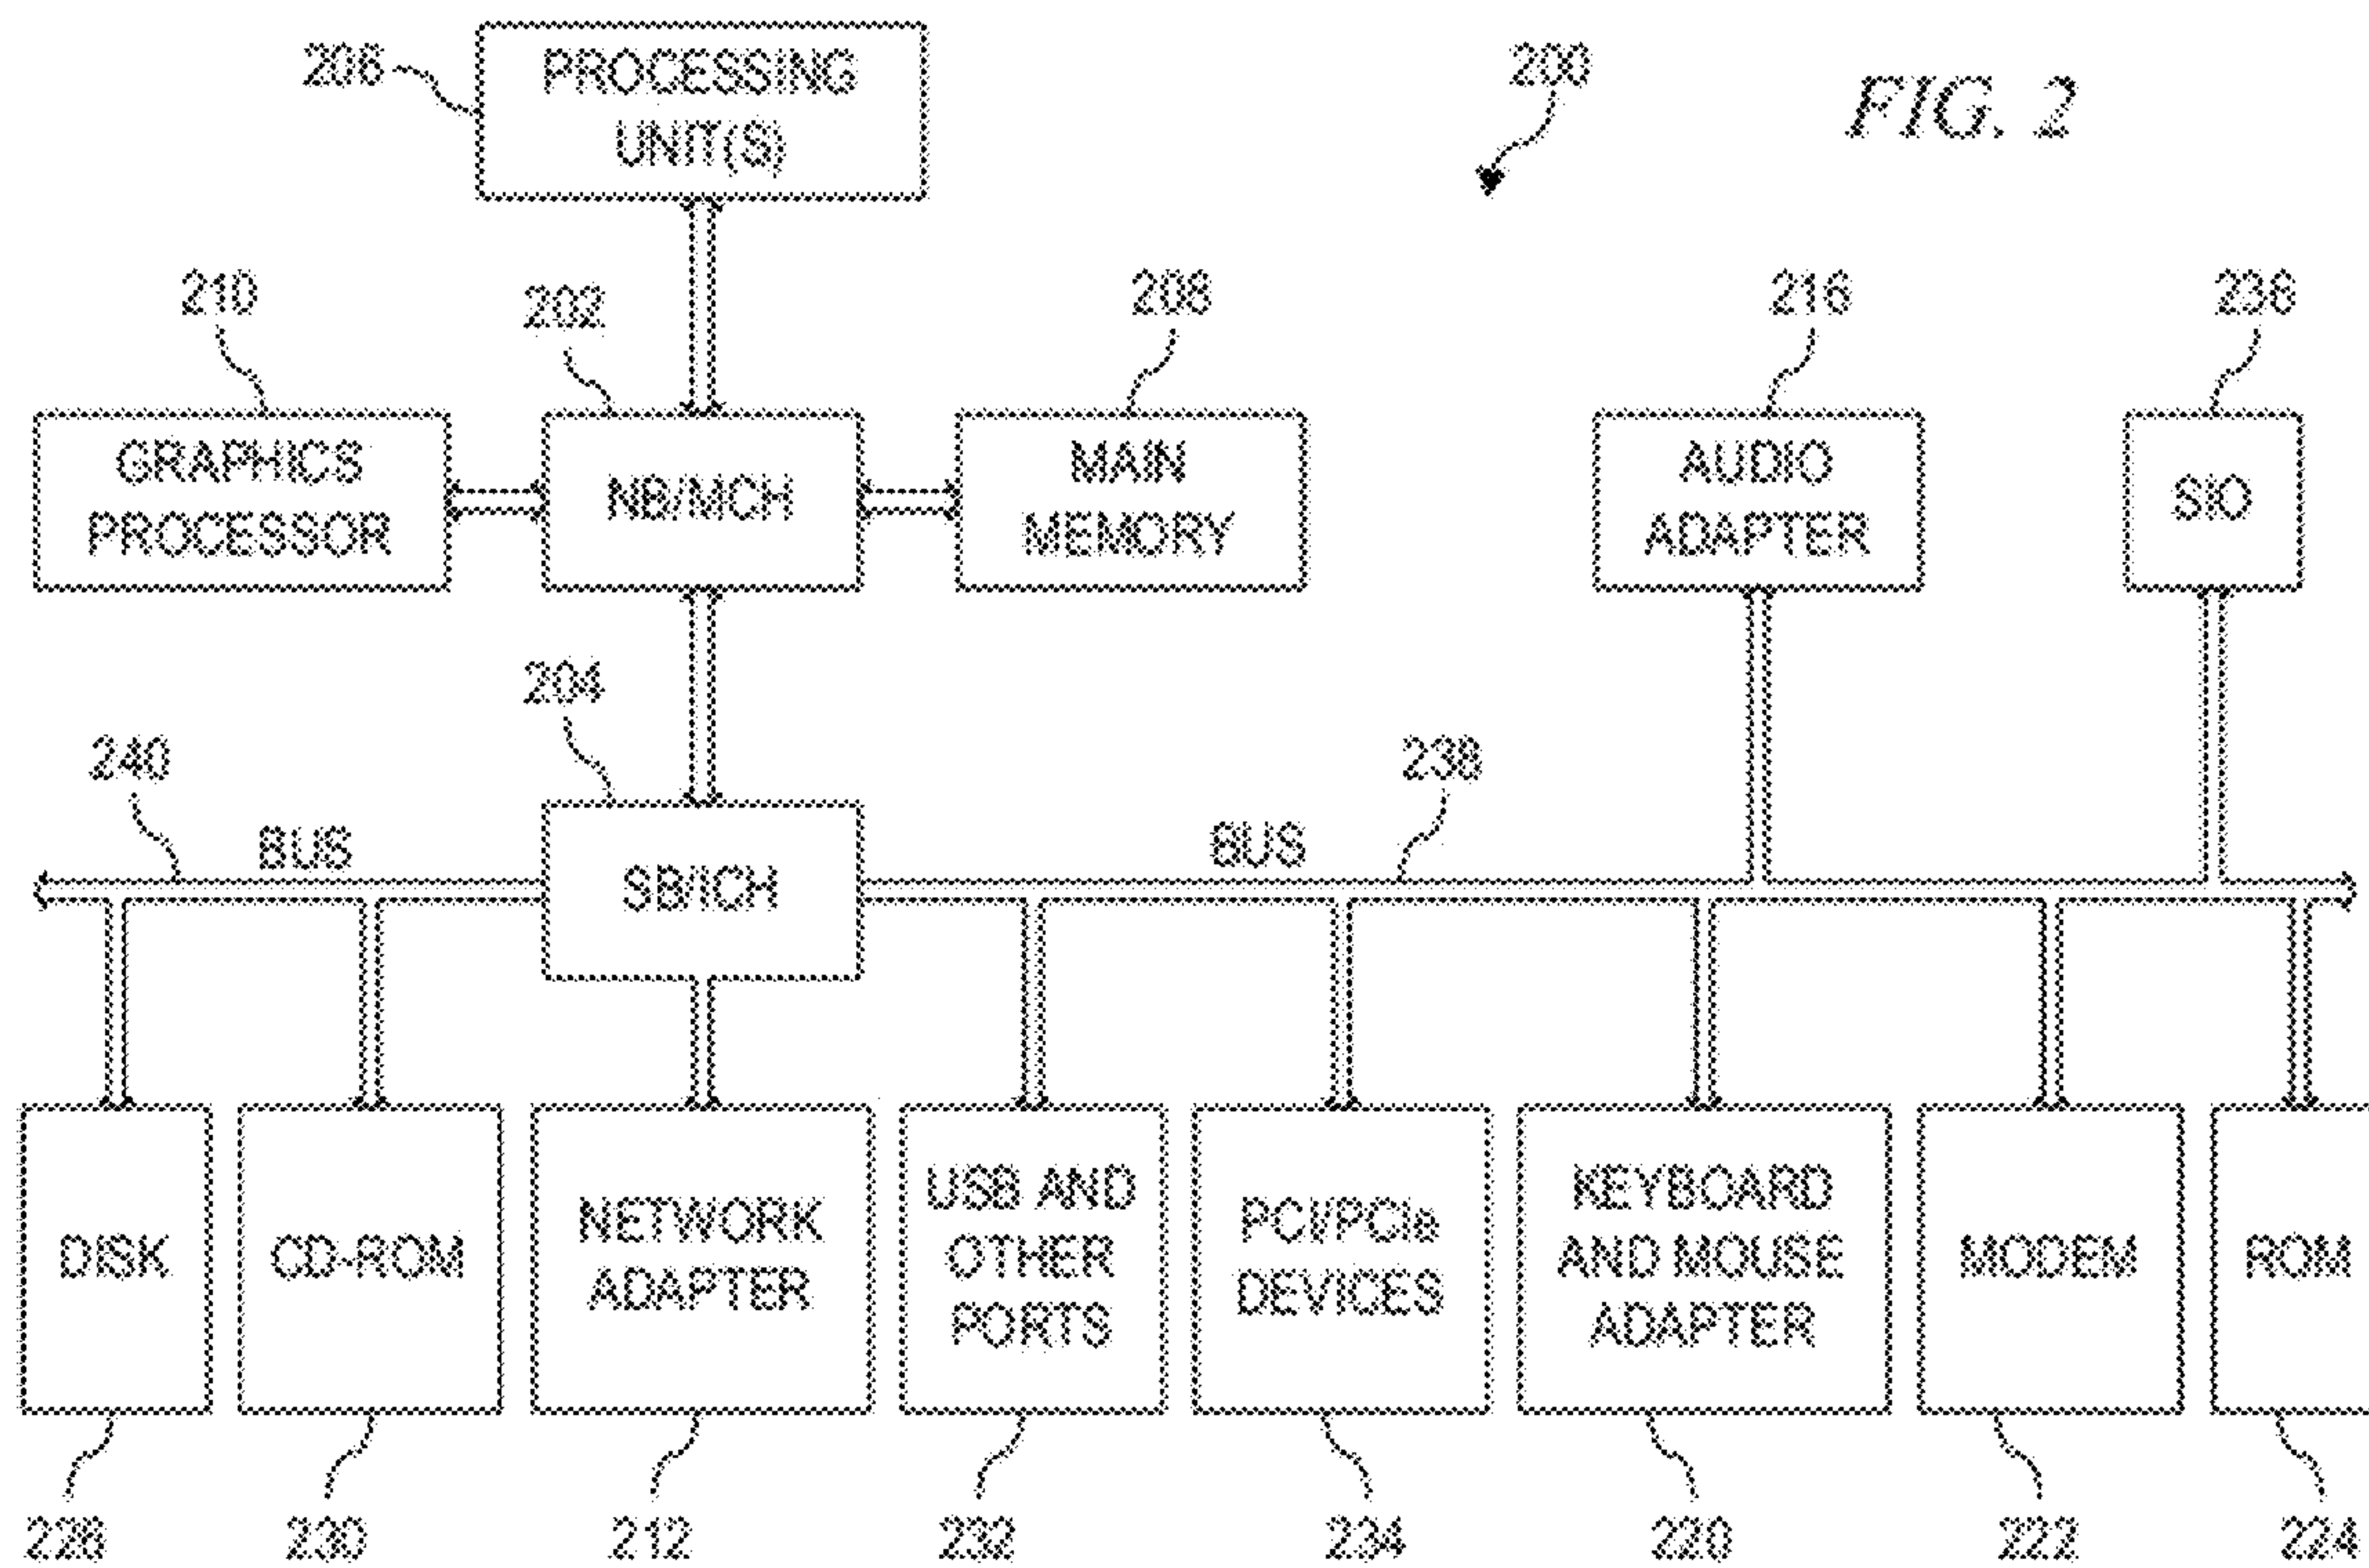 206
PROCESSING
UNIT(S)
200
FIG. 2
210
202
208
216
236
GRAPHICS
PROCESSOR
NB/MCH
MAIN
MEMORY
AUDIO
ADAPTER
SIO
204
240
238
BUS
BUS
SB/ICH
DISK
CD-ROM
NETWORK
ADAPTER
USB AND
OTHER
PORTS
PCI/PCIe
DEVICES
KEYBOARD
AND MOUSE
ADAPTER
MODEM
ROM
226
230
212
232
234
220
222
224